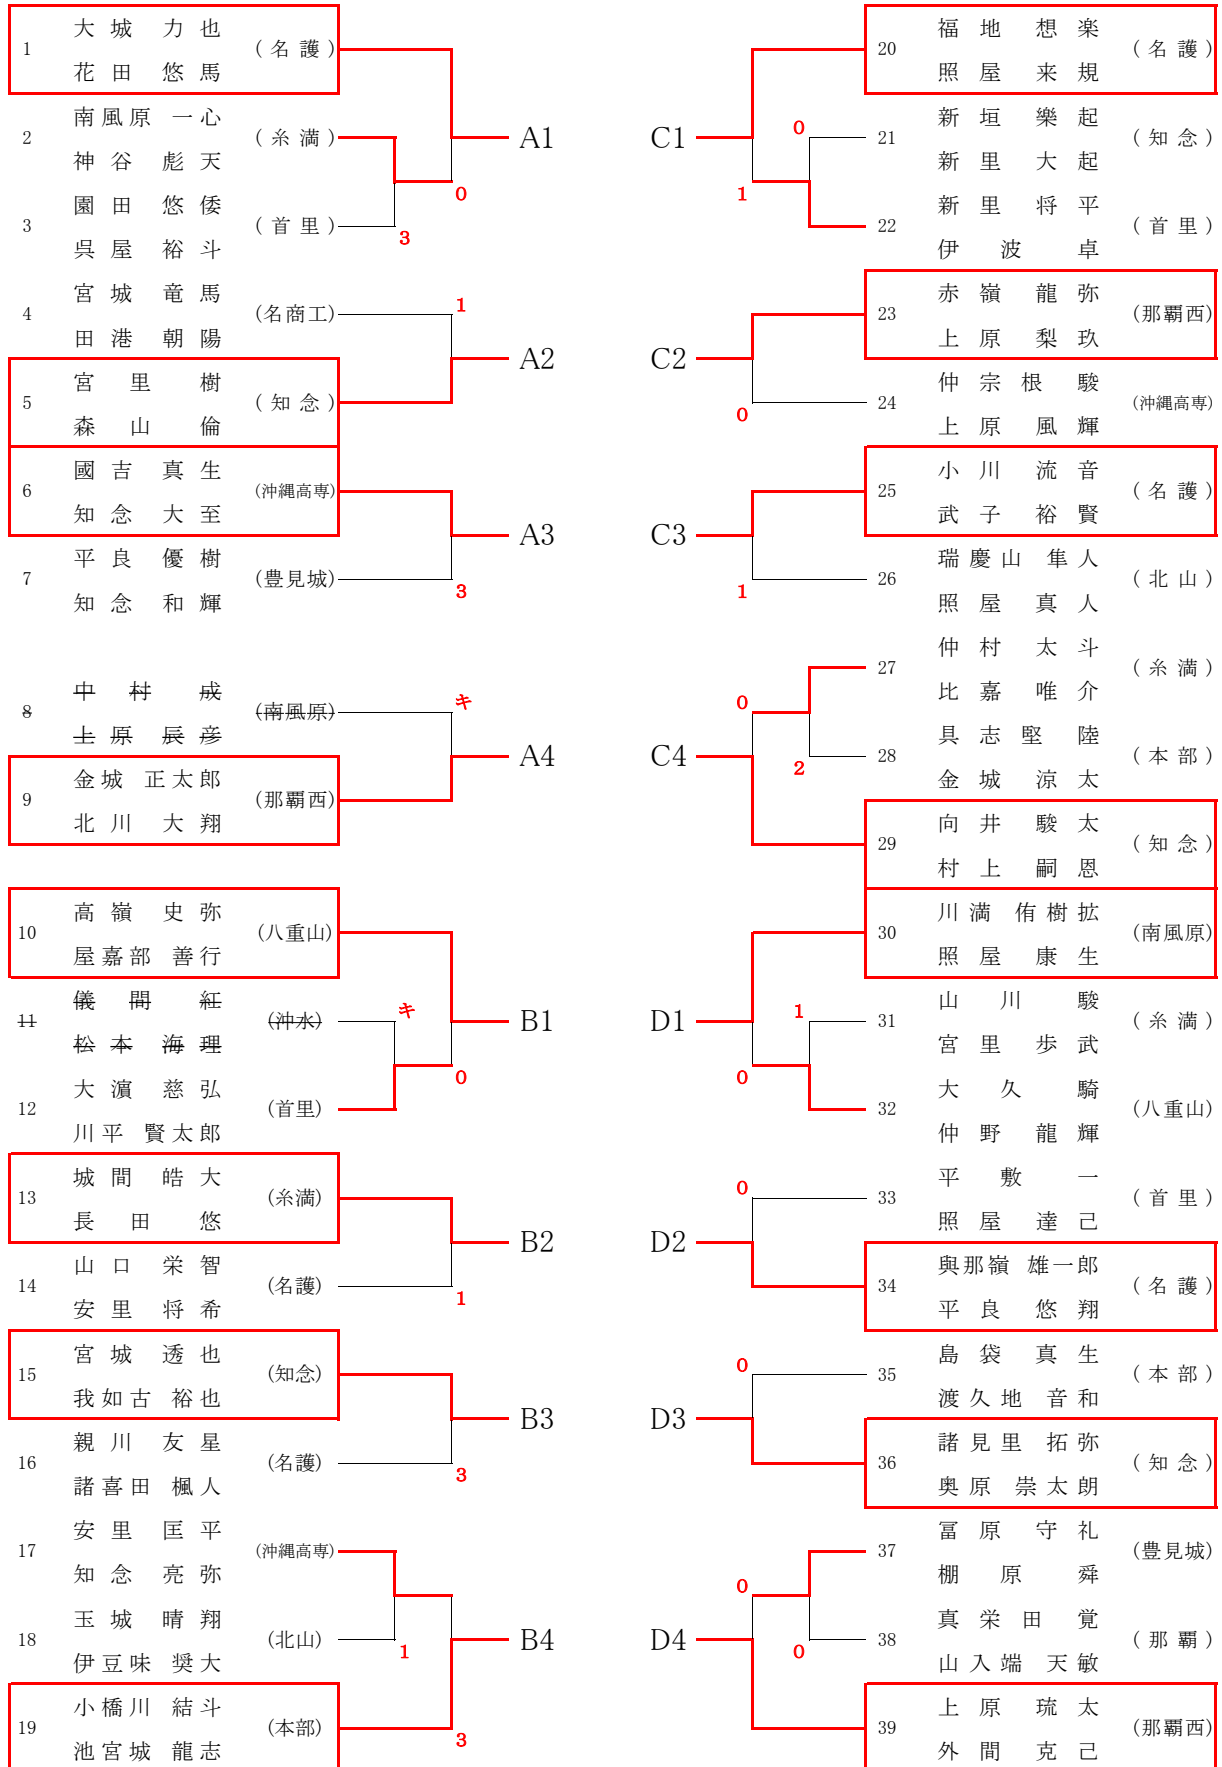 1 大城 力也 (名護)
花田 悠馬
2 南風原 一心 (糸満)
神谷 彪天
3 園田 悠倭 (首里)
呉屋 裕斗
4 宮城 竜馬 (名商工)
田港 朝陽
5 宮里 樹 (知念)
森山 倫
6 國吉 真生 (沖縄高専)
知念 大至
7 平良 優樹 (豊見城)
知念 和輝
8 中村 成 (南風原)
上原 辰彦
9 金城 正太郎 (那覇西)
北川 大翔
10 高嶺 史弥 (八重山)
屋嘉部 善行
11 儀間 紅 (沖水)
松本 海理
12 大濵 慈弘 (首里)
川平 賢太郎
13 城間 皓大 (糸満)
長田 悠
14 山口 栄智 (名護)
安里 将希
15 宮城 透也 (知念)
我如古 裕也
16 親川 友星 (名護)
諸喜田 楓人
17 安里 匡平 (沖縄高専)
知念 亮弥
18 玉城 晴翔 (北山)
伊豆味 奨大
19 小橋川 結斗 (本部)
池宮城 龍志
A1
0
3
1
A2
A3
3
キ
A4
キ
B1
0
B2
1
B3
3
B4
1
3
C1
0
1
C2
0
C3
1
0
C4
2
D1
1
0
0
D2
0
D3
0
D4
0
20 福地 想楽 (名護)
照屋 来規
21 新垣 樂起 (知念)
新里 大起
22 新里 将平 (首里)
伊波 卓
23 赤嶺 龍弥 (那覇西)
上原 梨玖
24 仲宗根 駿 (沖縄高専)
上原 風輝
25 小川 流音 (名護)
武子 裕賢
26 瑞慶山 隼人 (北山)
照屋 真人
27 仲村 太斗 (糸満)
比嘉 唯介
28 具志堅 陸 (本部)
金城 涼太
29 向井 駿太 (知念)
村上 嗣恩
30 川満 侑樹拡 (南風原)
照屋 康生
31 山川 駿 (糸満)
宮里 歩武
32 大久 騎 (八重山)
仲野 龍輝
33 平敷 一 (首里)
照屋 達己
34 與那嶺 雄一郎 (名護)
平良 悠翔
35 島袋 真生 (本部)
渡久地 音和
36 諸見里 拓弥 (知念)
奥原 崇太朗
37 冨原 守礼 (豊見城)
棚原 舜
38 真栄田 覚 (那覇)
山入端 天敏
39 上原 琉太 (那覇西)
外間 克己